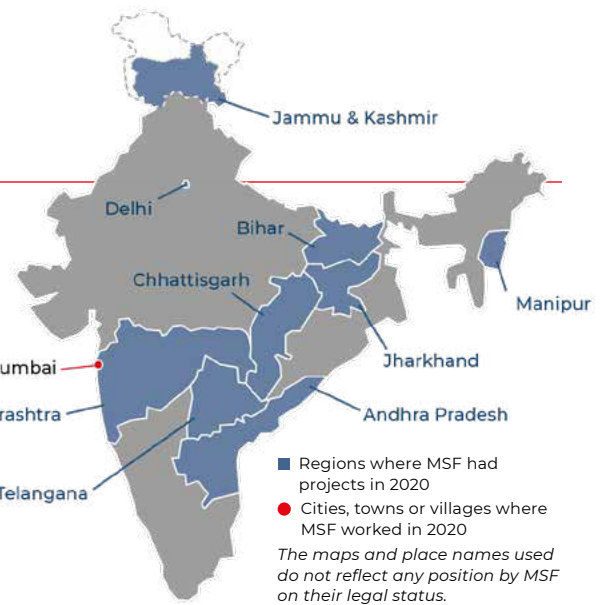 Jammu & Kashmir
Delhi
Bihar
Chhattisgarh
Manipur
umbai
Jharkhand
rashtra
Andhra Pradesh
Telangana
Regions where MSF had
projects in 2020
Cities, towns or villages where
MSF worked in 2020
The maps and place names used
do not reflect any position by MSF
on their legal status.